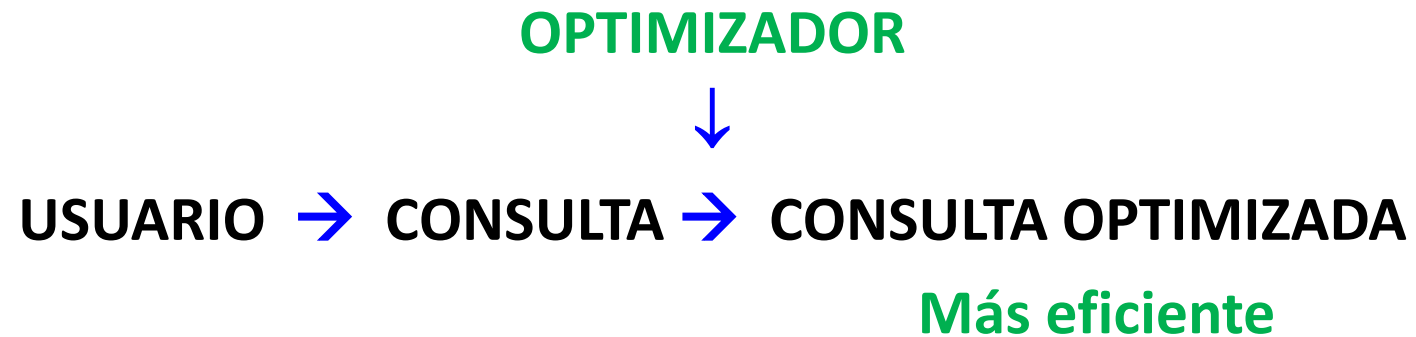 OPTIMIZADOR
↓
USUARIO → CONSULTA → CONSULTA OPTIMIZADA
Más eficiente